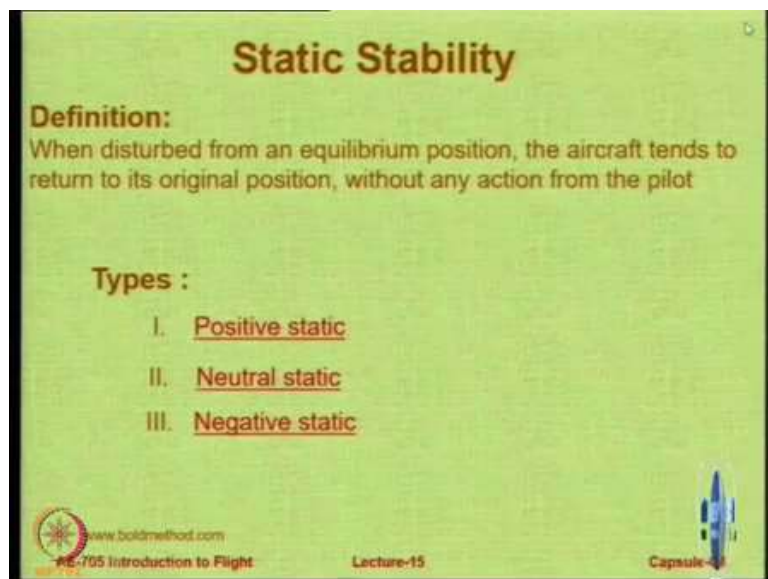 Static Stability
Definition:
When disturbed from an equilibrium position, the aircraft tends to
return to its original position, without any action from the pilot
Types :
I. Positive static
II. Neutral static
III. Negative static
www.boldmethod.com
AE-705 Introduction to Flight Lecture-15 Capsule-